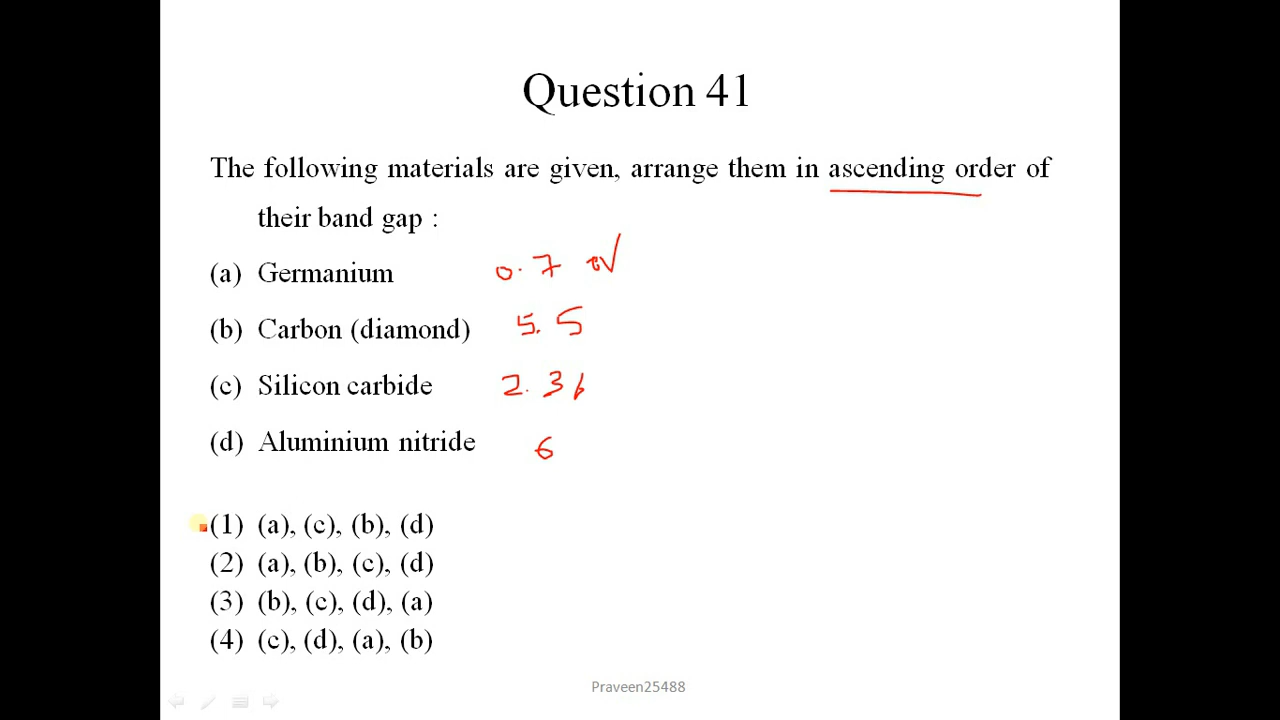 Question 41
The following materials are given, arrange them in ascending order of
their band gap :
(a) Germanium 0.7 eV
(b) Carbon (diamond) 5.5
(c) Silicon carbide 2.36
(d) Aluminium nitride 6
(1) (a), (c), (b), (d)
(2) (a), (b), (c), (d)
(3) (b), (c), (d), (a)
(4) (c), (d), (a), (b)
Praveen25488